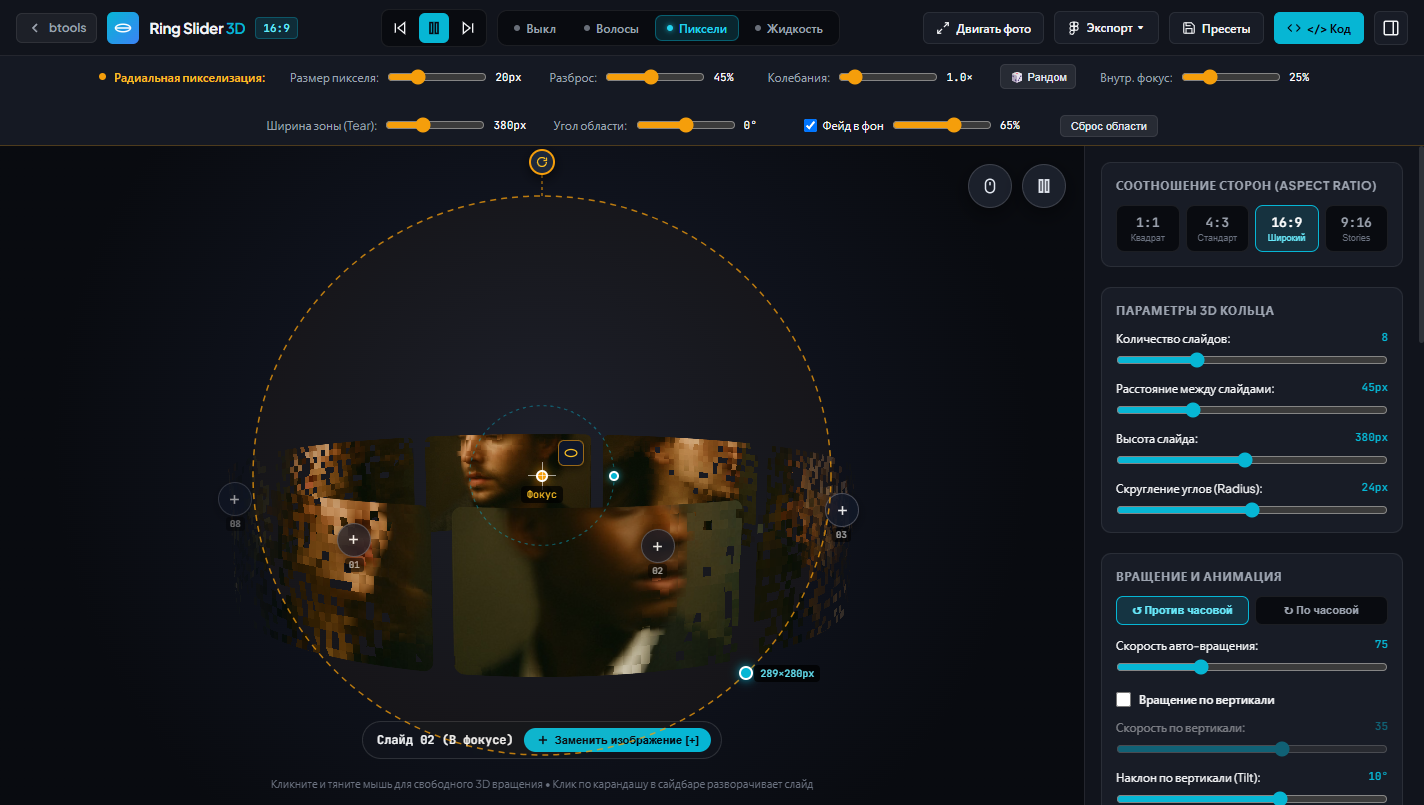 btools
Ring Slider 3D 16:9
Выкл
Волосы
Пиксели
Жидкость
Двигать фото
Экспорт
Пресеты
</> Код
Радиальная пикселизация:
Размер пикселя: 20px
Разброс: 45%
Колебания: 1.0×
Рандом
Внутр. фокус: 25%
Ширина зоны (Tear): 380px
Угол области: 0°
Фейд в фон 65%
Сброс области
Фокус
08
01
02
03
289×280px
Слайд 02 (В фокусе)
Заменить изображение [+]
Кликните и тяните мышь для свободного 3D вращения • Клик по карандашу в сайдбаре разворачивает слайд
СООТНОШЕНИЕ СТОРОН (ASPECT RATIO)
1:1
Квадрат
4:3
Стандарт
16:9
Широкий
9:16
Stories
ПАРАМЕТРЫ 3D КОЛЬЦА
Количество слайдов: 8
Расстояние между слайдами: 45px
Высота слайда: 380px
Скругление углов (Radius): 24px
ВРАЩЕНИЕ И АНИМАЦИЯ
↺ Против часовой
↻ По часовой
Скорость авто-вращения: 75
Вращение по вертикали
Скорость по вертикали: 35
Наклон по вертикали (Tilt): 10°